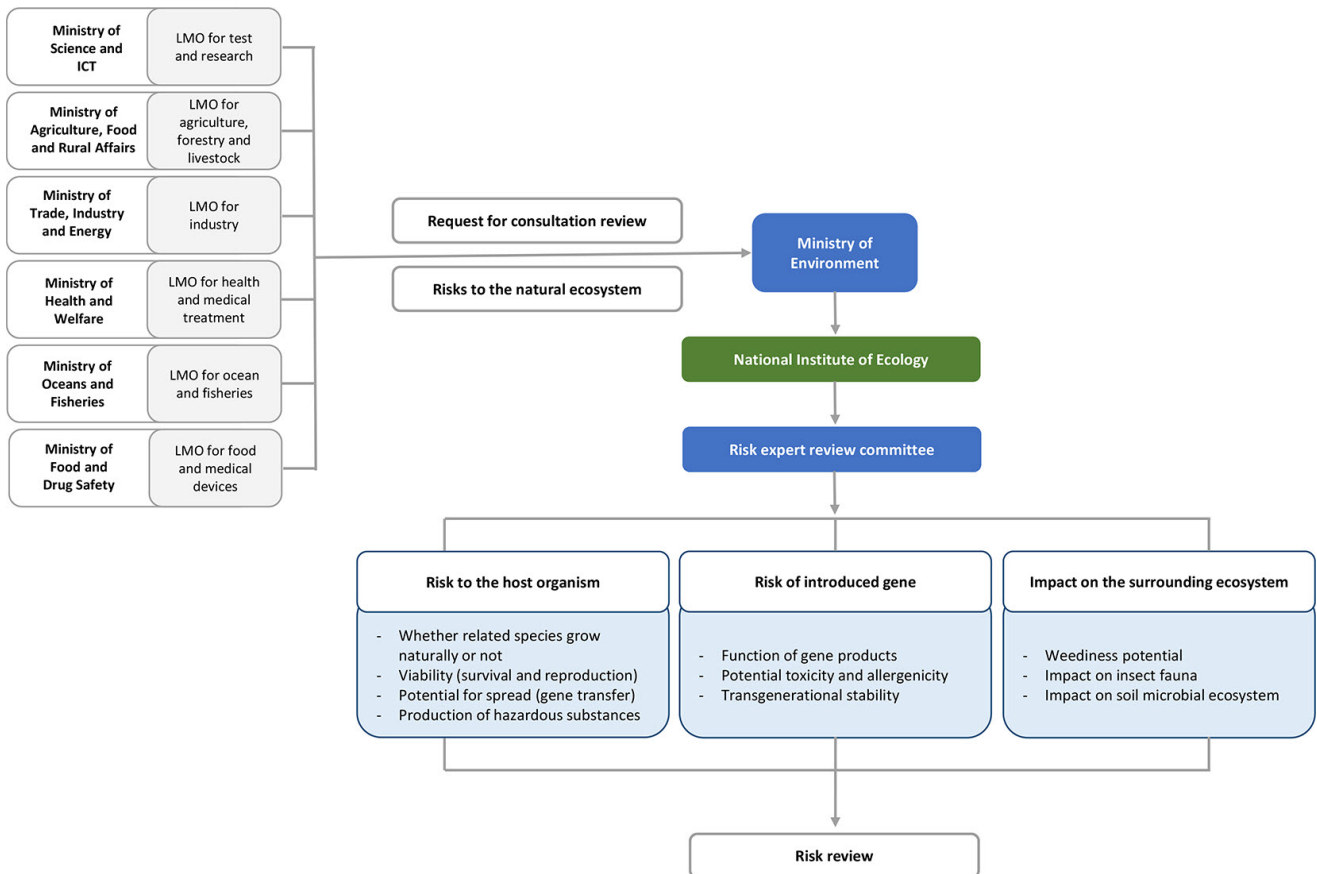 Ministry of
Science and
ICT
LMO for test
and research
Ministry of
Agriculture, Food
and Rural Affairs
LMO for
agriculture,
forestry and
livestock
Ministry of
Trade, Industry
and Energy
LMO for
industry
Ministry of
Health and
Welfare
LMO for health
and medical
treatment
Ministry of
Oceans and
Fisheries
LMO for ocean
and fisheries
Ministry of
Food and
Drug Safety
LMO for food
and medical
devices
Request for consultation review
Risks to the natural ecosystem
Ministry of
Environment
National Institute of Ecology
Risk expert review committee
Risk to the host organism
- Whether related species grow
naturally or not
- Viability (survival and reproduction)
- Potential for spread (gene transfer)
- Production of hazardous substances
Risk of introduced gene
- Function of gene products
- Potential toxicity and allergenicity
- Transgenerational stability
Impact on the surrounding ecosystem
- Weediness potential
- Impact on insect fauna
- Impact on soil microbial ecosystem
Risk review